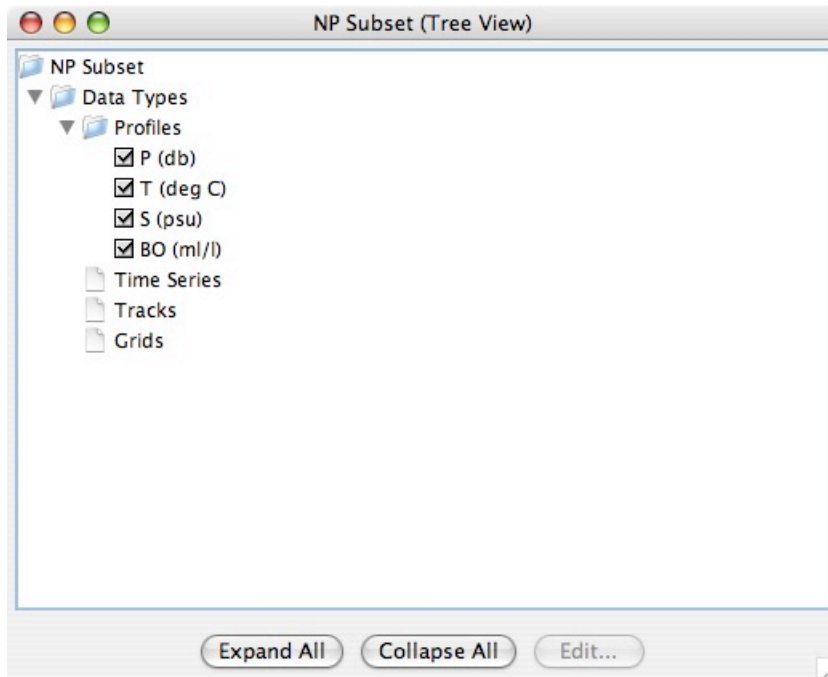 NP Subset (Tree View)
NP Subset
Data Types
Profiles
P (db)
T (deg C)
S (psu)
BO (ml/l)
Time Series
Tracks
Grids
Expand All Collapse All Edit...